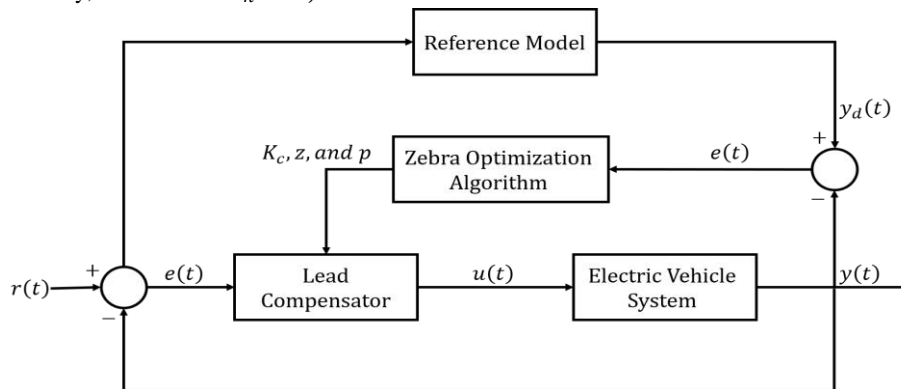 Reference Model
y_d(t)
+
K_c, z, and p
Zebra Optimization
Algorithm
e(t)
−
r(t)
+
e(t)
Lead
Compensator
u(t)
Electric Vehicle
System
y(t)
−